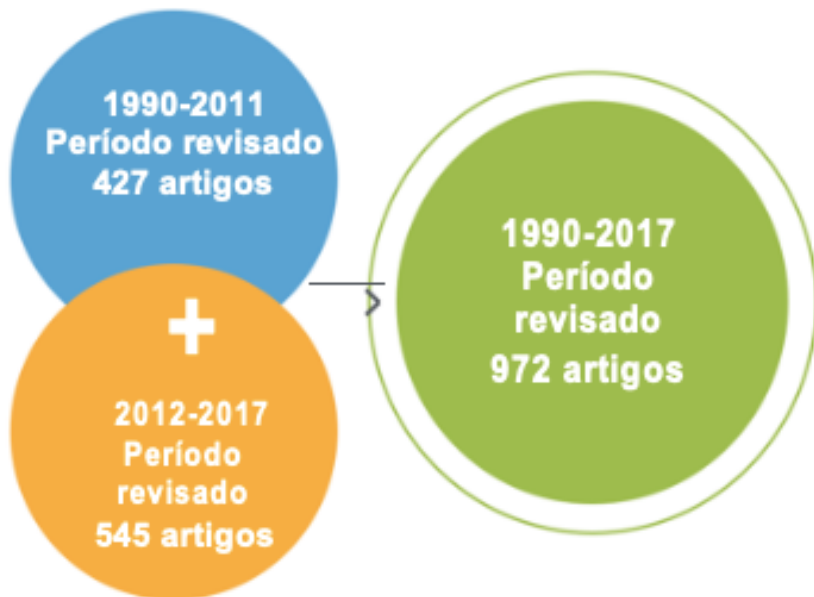 1990-2011
Período revisado
427 artigos
+
2012-2017
Período
revisado
545 artigos
1990-2017
Período
revisado
972 artigos